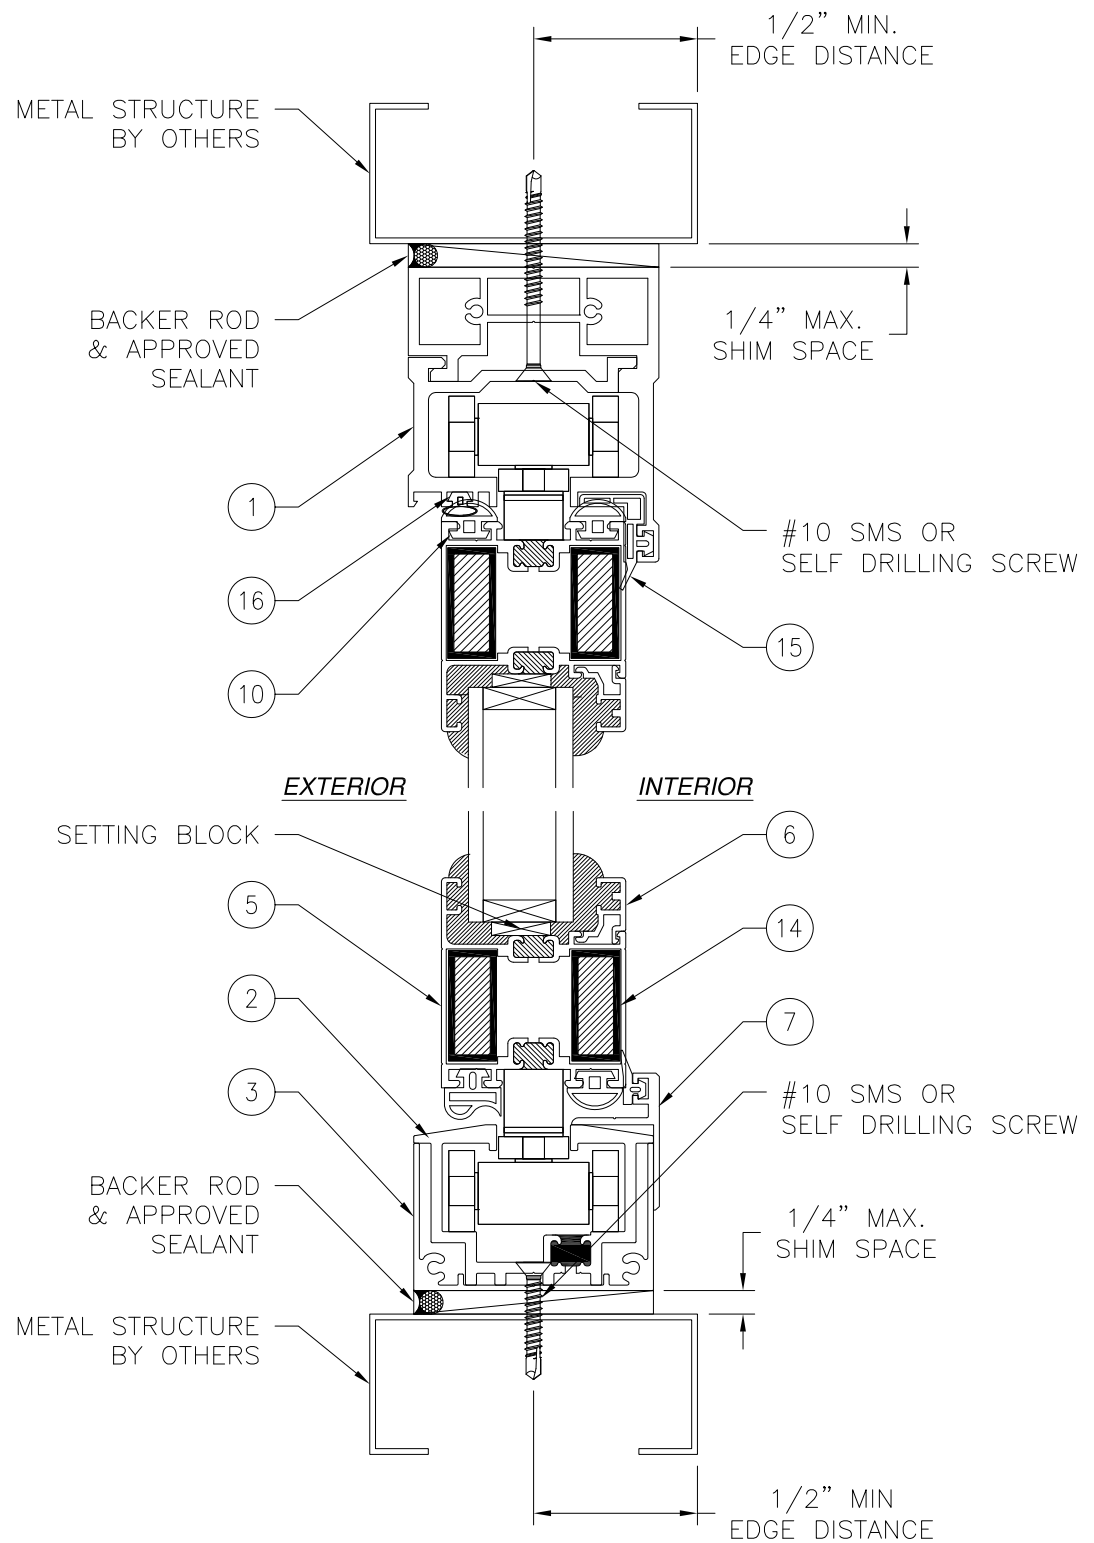 1/2” MIN.
EDGE DISTANCE
METAL STRUCTURE
BY OTHERS
BACKER ROD
& APPROVED
SEALANT
1/4” MAX.
SHIM SPACE
1
#10 SMS OR
SELF DRILLING SCREW
16
15
10
EXTERIOR
INTERIOR
SETTING BLOCK
6
5
14
2
7
3
#10 SMS OR
SELF DRILLING SCREW
BACKER ROD
& APPROVED
SEALANT
1/4” MAX.
SHIM SPACE
METAL STRUCTURE
BY OTHERS
1/2” MIN
EDGE DISTANCE